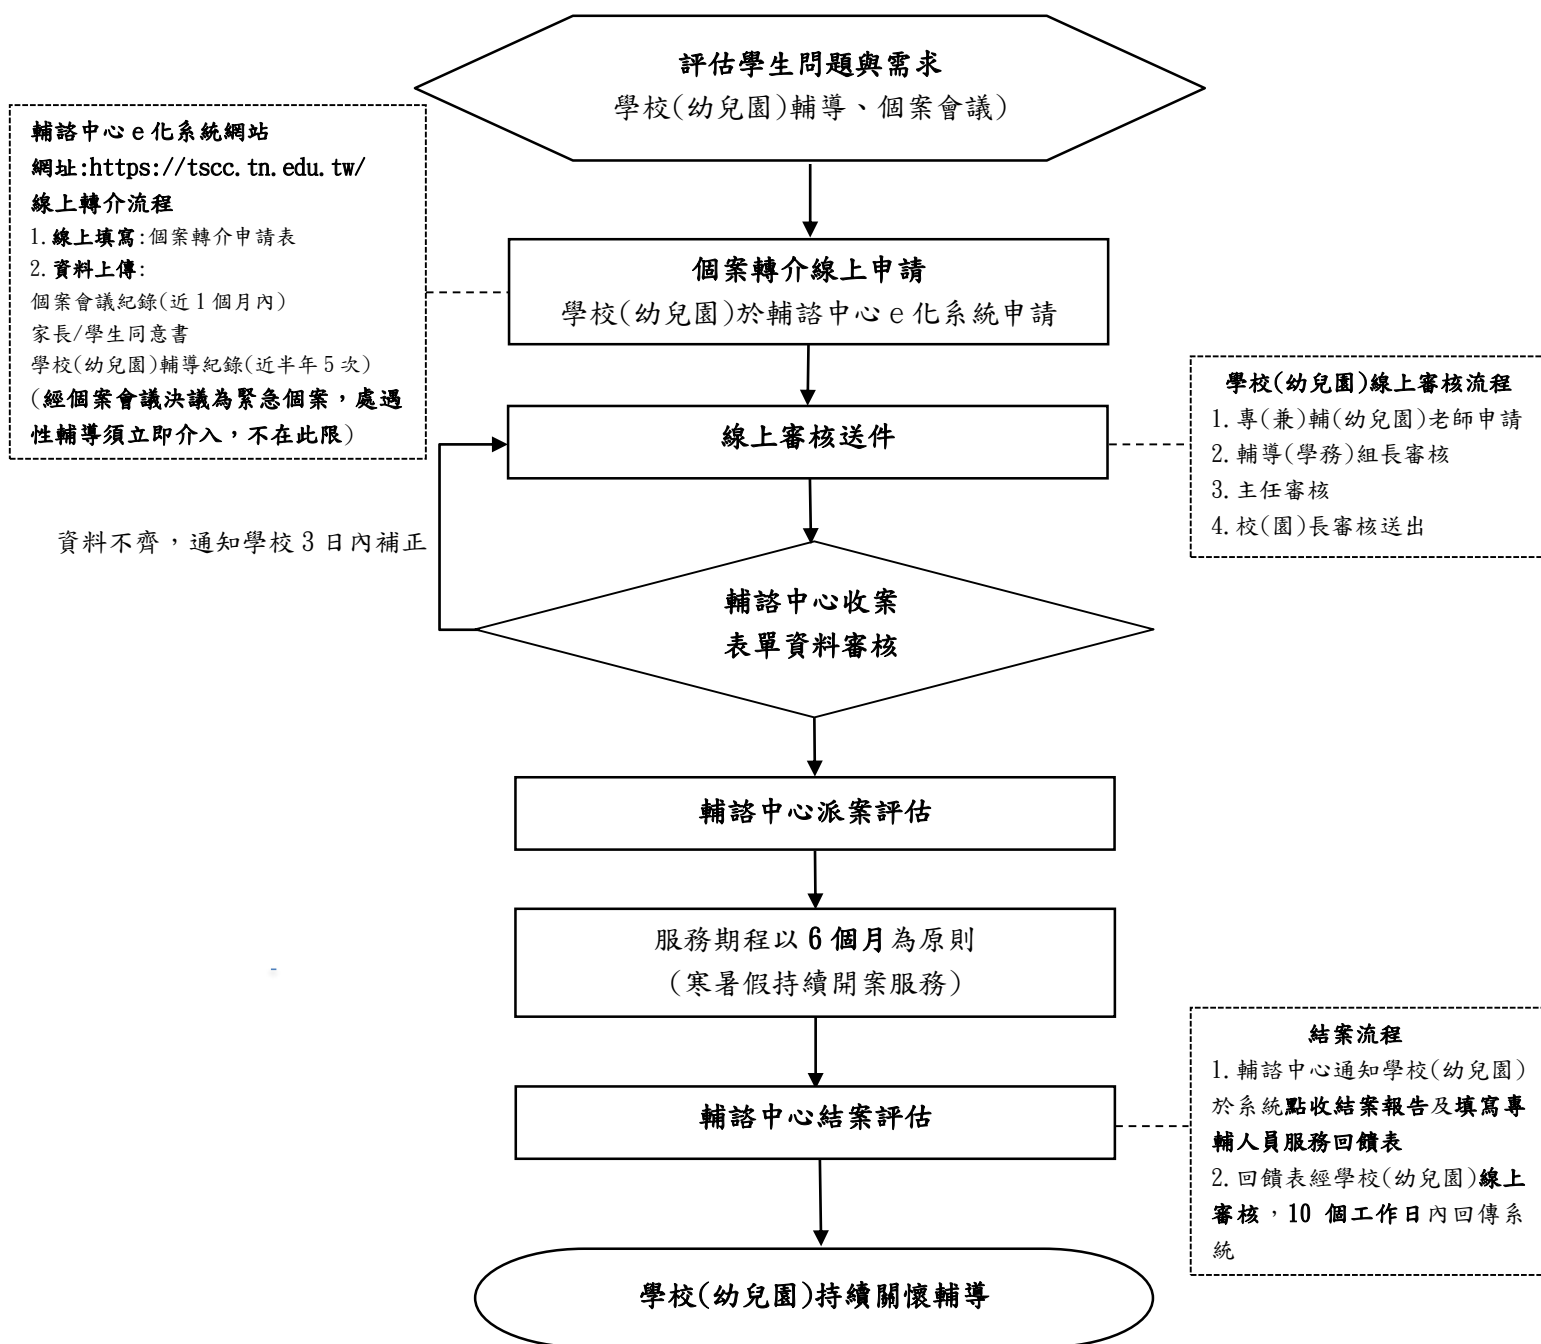 評估學生問題與需求
學校(幼兒園)輔導、個案會議)
輔諮中心 e 化系統網站
網址:https://tscc.tn.edu.tw/
線上轉介流程
1.線上填寫:個案轉介申請表
2.資料上傳:
個案會議紀錄(近 1 個月內)
家長/學生同意書
學校(幼兒園)輔導紀錄(近半年 5 次)
(經個案會議決議為緊急個案，處遇
性輔導須立即介入，不在此限)
個案轉介線上申請
學校(幼兒園)於輔諮中心 e 化系統申請
學校(幼兒園)線上審核流程
1.專(兼)輔(幼兒園)老師申請
2.輔導(學務)組長審核
3.主任審核
4.校(園)長審核送出
線上審核送件
資料不齊，通知學校 3 日內補正
輔諮中心收案
表單資料審核
輔諮中心派案評估
服務期程以 6 個月為原則
(寒暑假持續開案服務)
輔諮中心結案評估
結案流程
1.輔諮中心通知學校(幼兒園)
於系統點收結案報告及填寫專
輔人員服務回饋表
2.回饋表經學校(幼兒園)線上
審核，10 個工作日內回傳系
統
學校(幼兒園)持續關懷輔導